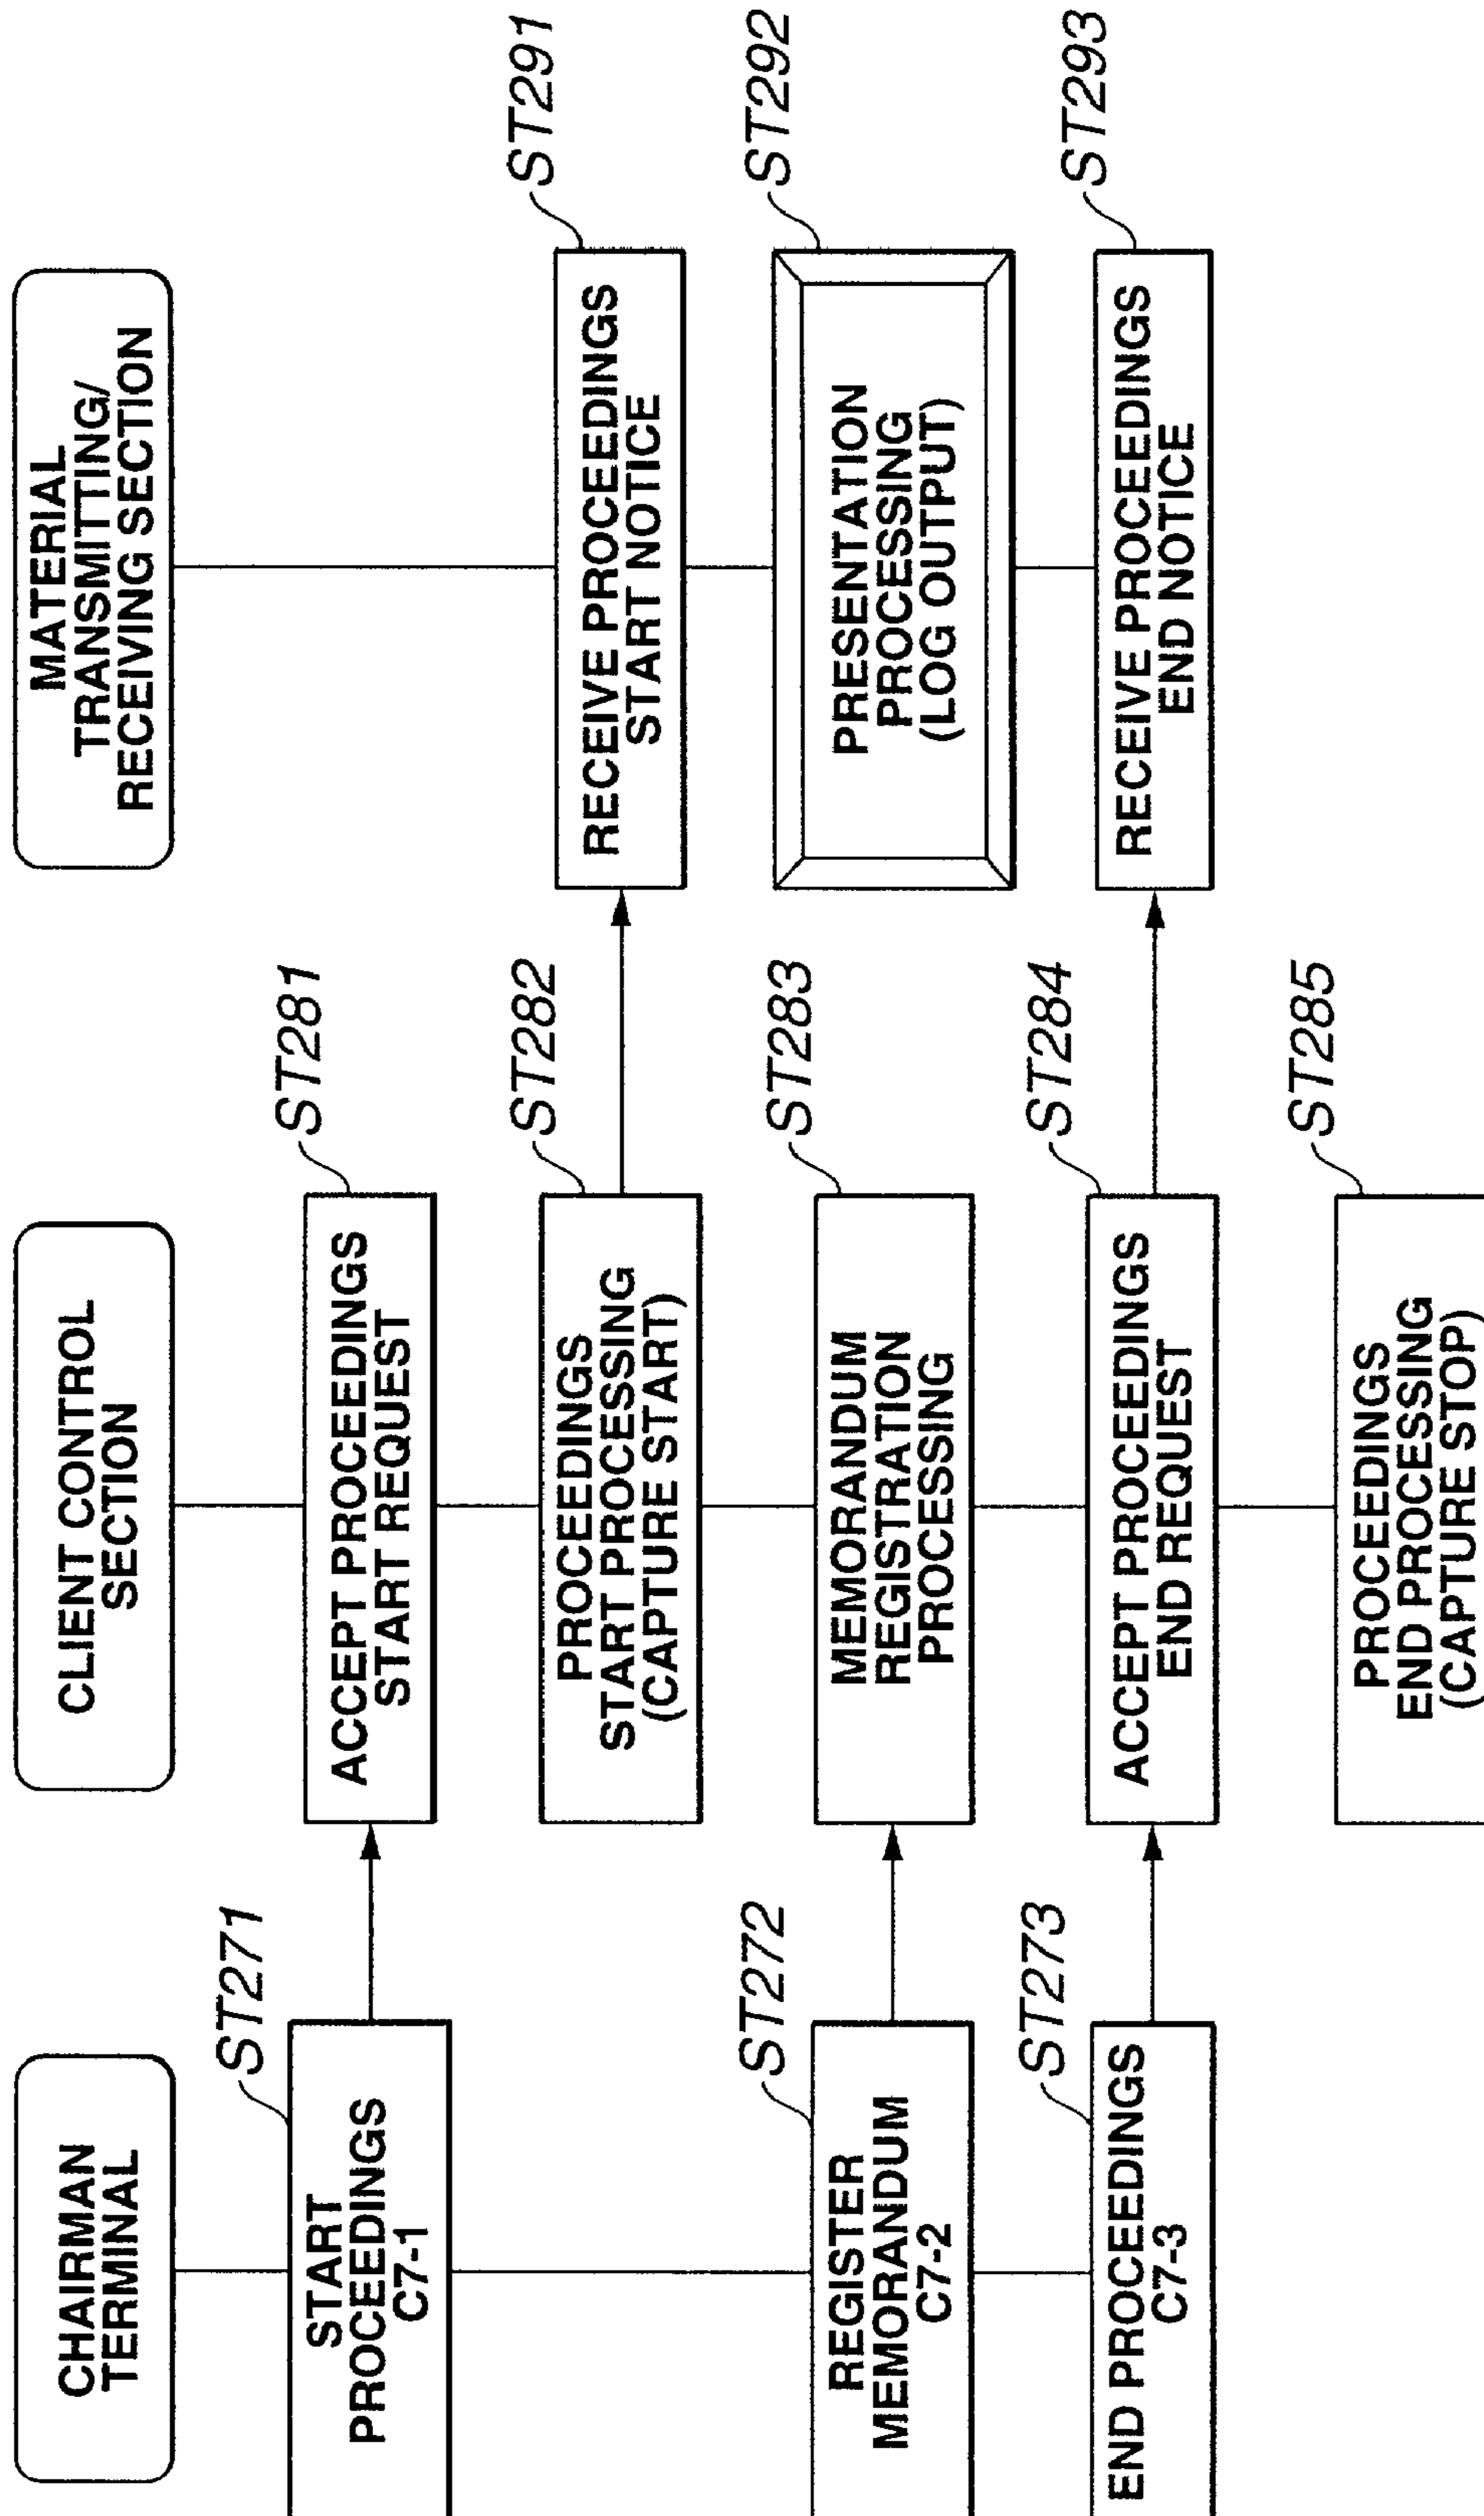 CHAIRMAN
TERMINAL
CLIENT CONTROL
SECTION
MATERIAL
TRANSMITTING/
RECEIVING SECTION
ST271
START
PROCEEDINGS
C7-1
ST281
ACCEPT PROCEEDINGS
START REQUEST
ST282
PROCEEDINGS
START PROCESSING
(CAPTURE START)
ST291
RECEIVE PROCEEDINGS
START NOTICE
ST272
REGISTER
MEMORANDUM
C7-2
ST283
MEMORANDUM
REGISTRATION
PROCESSING
ST292
PRESENTATION
PROCESSING
(LOG OUTPUT)
ST273
END PROCEEDINGS
C7-3
ST284
ACCEPT PROCEEDINGS
END REQUEST
ST293
RECEIVE PROCEEDINGS
END NOTICE
ST285
PROCEEDINGS
END PROCESSING
(CAPTURE STOP)